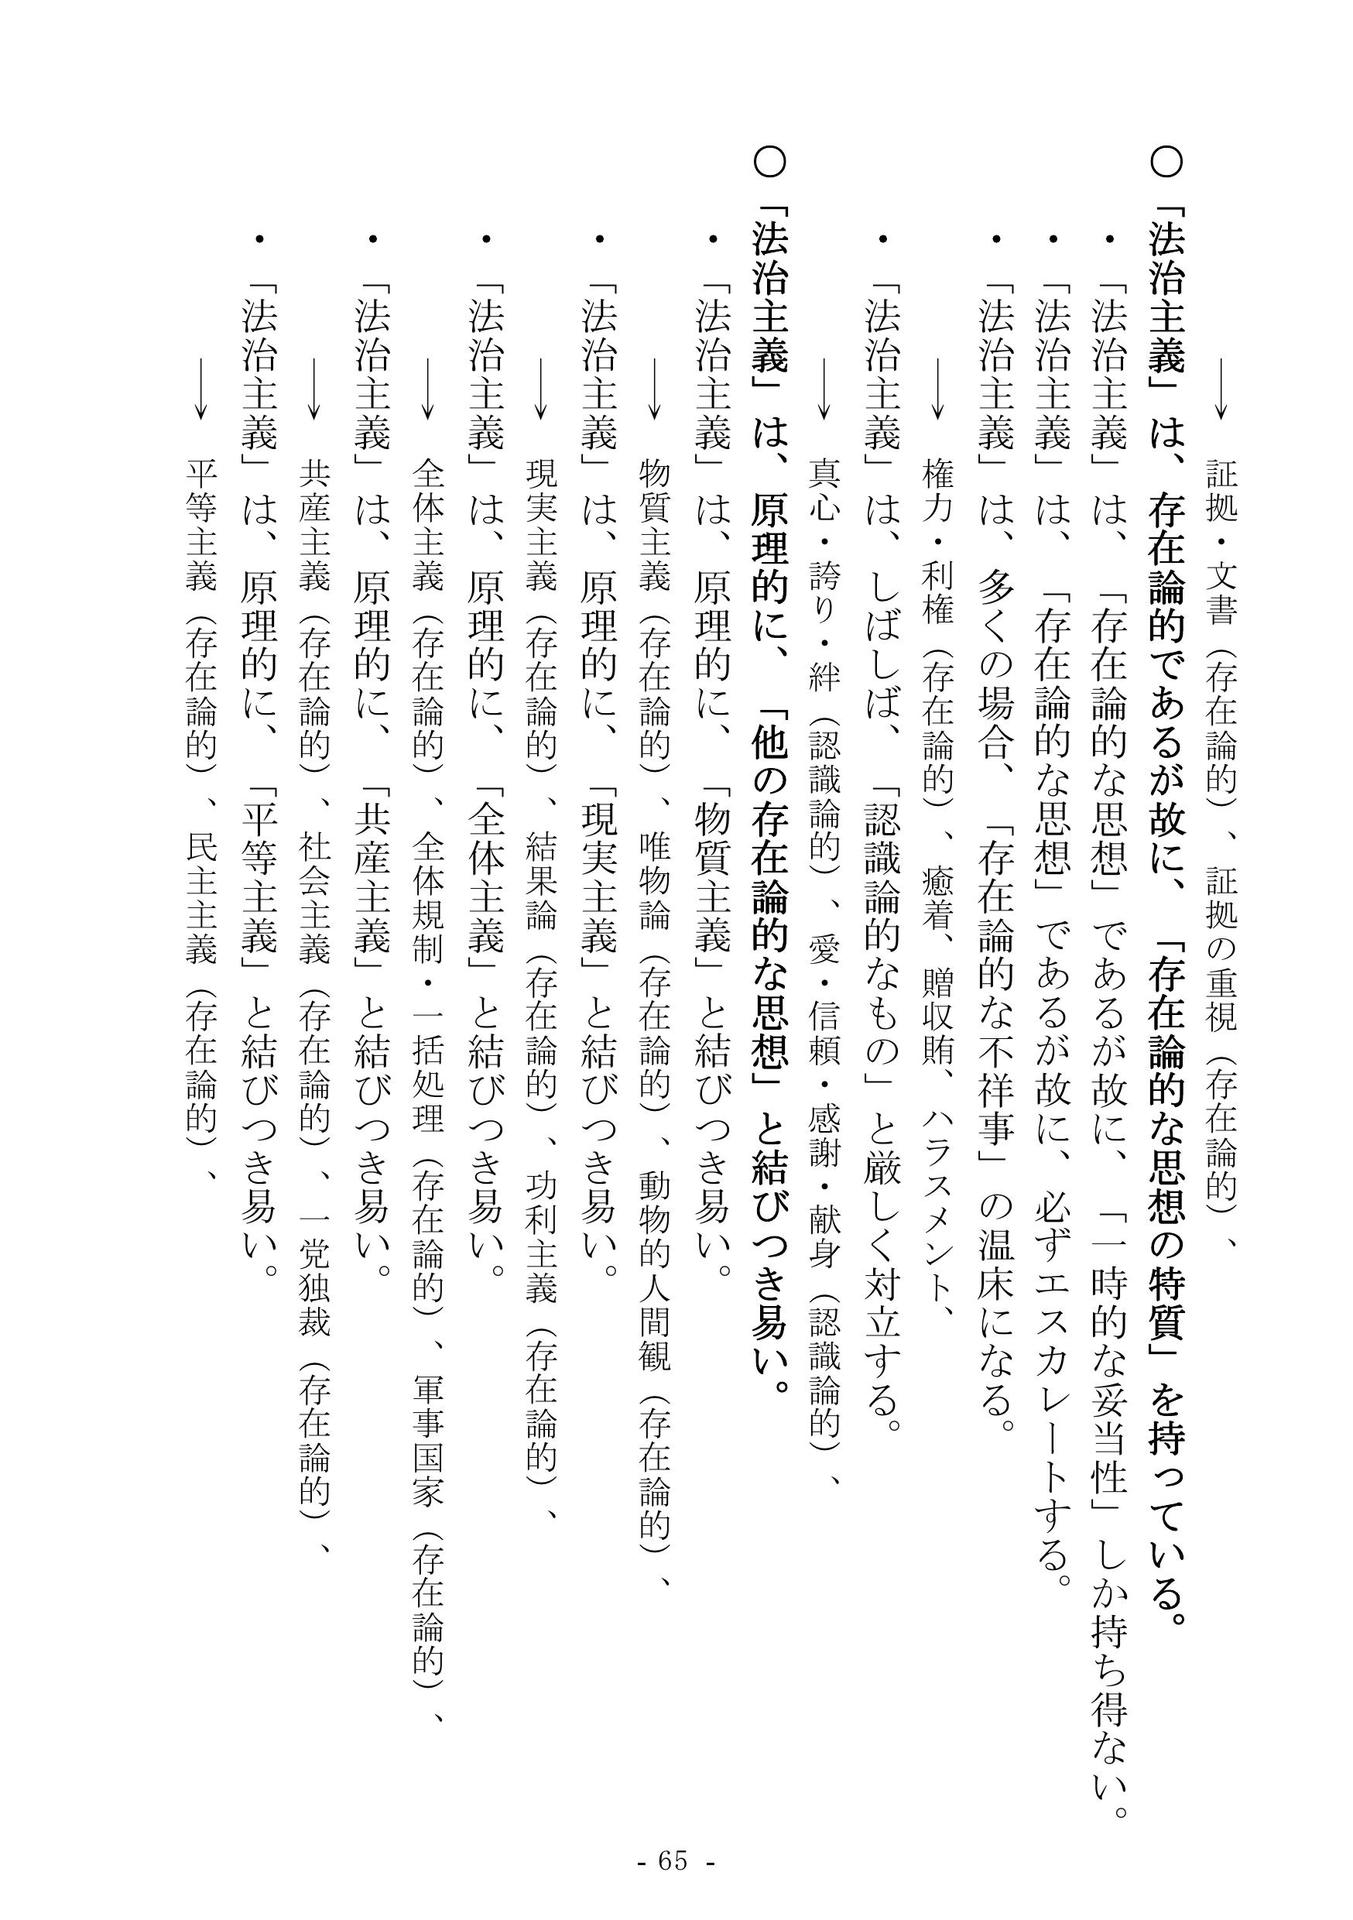 → 証拠・文書（存在論的）、証拠の重視（存在論的）、
○「法治主義」は、存在論的であるが故に、「存在論的な思想の特質」を持っている。
・「法治主義」は、「存在論的な思想」であるが故に、「一時的な妥当性」しか持ち得ない。
・「法治主義」は、「存在論的な思想」であるが故に、必ずエスカレートする。
・「法治主義」は、多くの場合、「存在論的な不祥事」の温床になる。
→ 権力・利権（存在論的）、癒着、贈収賄、ハラスメント、
・「法治主義」は、しばしば、「認識論的なもの」と厳しく対立する。
→ 真心・誇り・絆（認識論的）、愛・信頼・感謝・献身（認識論的）、
○「法治主義」は、原理的に、「他の存在論的な思想」と結びつき易い。
・「法治主義」は、原理的に、「物質主義」と結びつき易い。
→ 物質主義（存在論的）、唯物論（存在論的）、動物的人間観（存在論的）、
・「法治主義」は、原理的に、「現実主義」と結びつき易い。
→ 現実主義（存在論的）、結果論（存在論的）、功利主義（存在論的）、
・「法治主義」は、原理的に、「全体主義」と結びつき易い。
→ 全体主義（存在論的）、全体規制・一括処理（存在論的）、軍事国家（存在論的）、
・「法治主義」は、原理的に、「共産主義」と結びつき易い。
→ 共産主義（存在論的）、社会主義（存在論的）、一党独裁（存在論的）、
・「法治主義」は、原理的に、「平等主義」と結びつき易い。
→ 平等主義（存在論的）、民主主義（存在論的）、
- 65 -